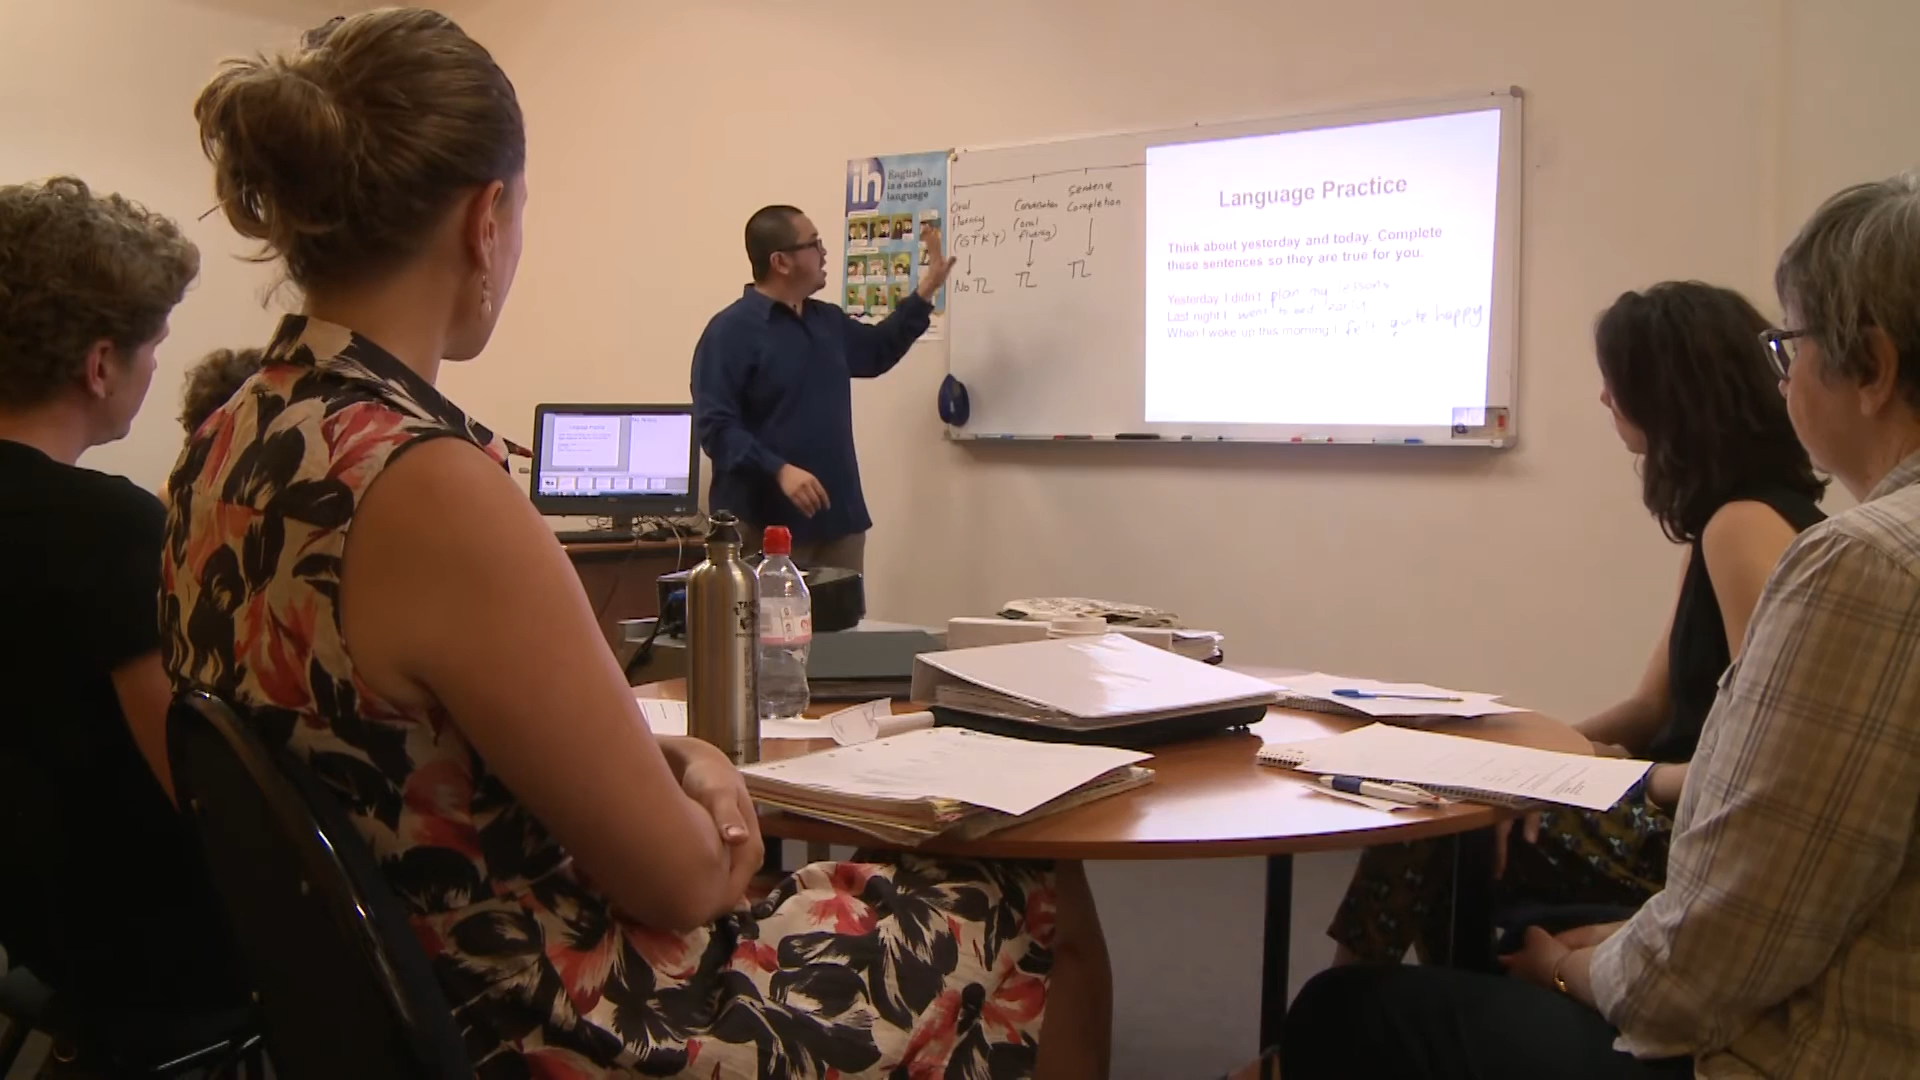 ih
English
is a sociable
language
Oral
fluency
(GTKY)
No TL
Conversation
(oral
fluency)
TL
Sentence
Completion
TL
Language Practice
Think about yesterday and today. Complete
these sentences so they are true for you.
Yesterday I didn't plan my lessons
Last night I went to bed early
When I woke up this morning I felt quite happy